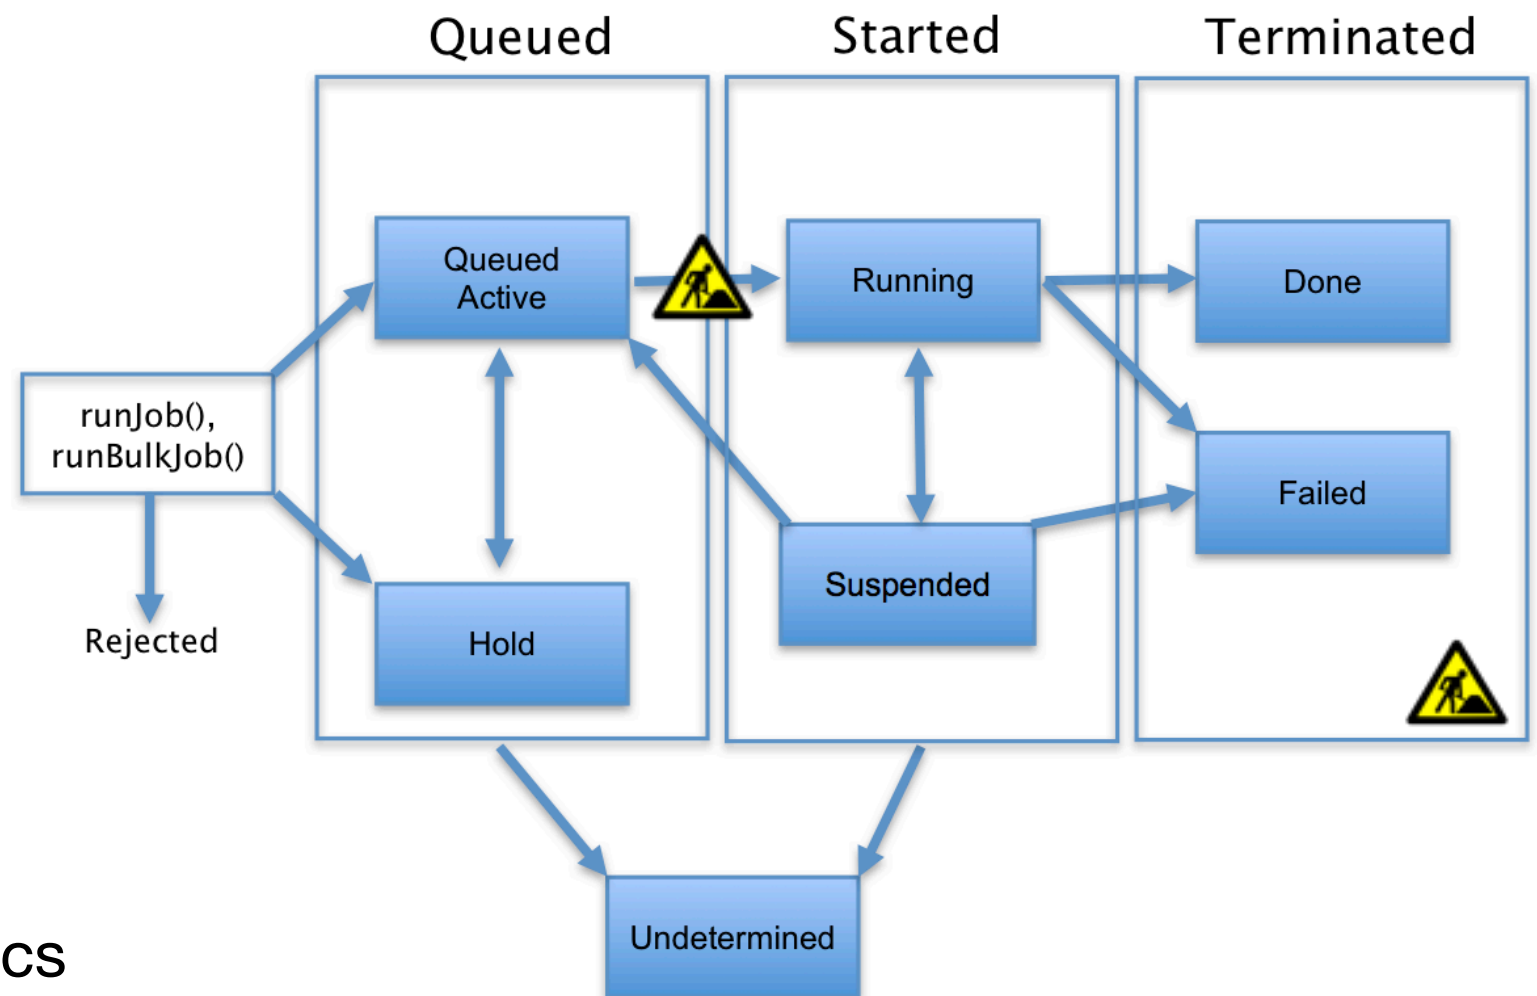 Queued
Started
Terminated
Queued
Active
Running
Done
runJob(),
runBulkJob()
Failed
Suspended
Rejected
Hold
Undetermined
cs